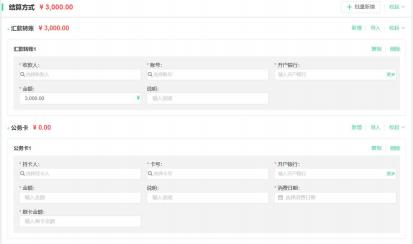 结算方式 ¥ 3,000.00 + 批量新增 收起
· 汇款转账 ¥ 3,000.00 新增 导入 收起
汇款转账1 复制 删除
* 收款人: * 账号: * 开户银行:
选择收款人 选择账号 输入开户银行 更多
* 金额: 说明:
3,000.00 ¥ 输入说明
· 公务卡 ¥ 0.00 新增 导入 收起
公务卡1 复制 删除
* 持卡人: * 卡号: * 开户银行:
选择持卡人 选择卡号 输入开户银行 更多
* 金额: 说明: * 消费日期:
输入金额 输入说明 选择消费日期
* 刷卡金额:
输入刷卡金额